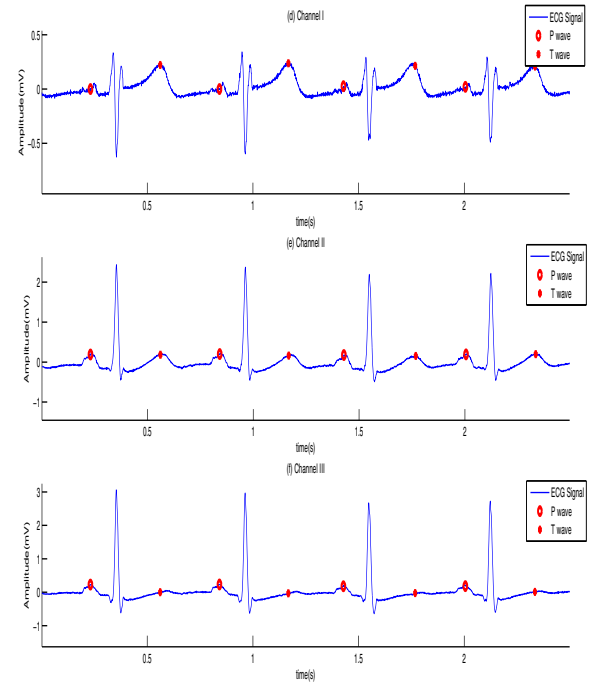 (d) Channel I
ECG Signal
P wave
T wave
Amplitude(mV)
0.5
0
−0.5
0.5
1
1.5
2
time(s)
(e) Channel II
ECG Signal
P wave
T wave
Amplitude(mV)
2
1
0
−1
0.5
1
1.5
2
time(s)
(f) Channel III
ECG Signal
P wave
T wave
Amplitude(mV)
3
2
1
0
−1
0.5
1
1.5
2
time(s)